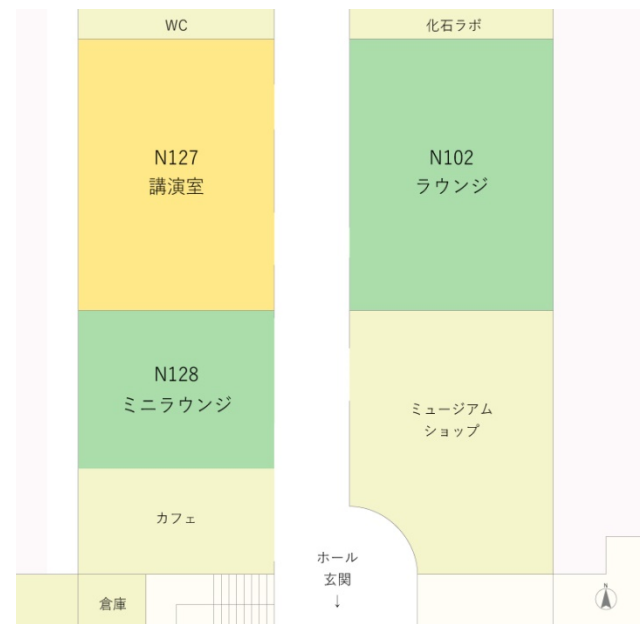 WC
化石ラボ
N127
講演室
N102
ラウンジ
N128
ミニラウンジ
ミュージアム
ショップ
カフェ
ホール
玄関
↓
倉庫
N